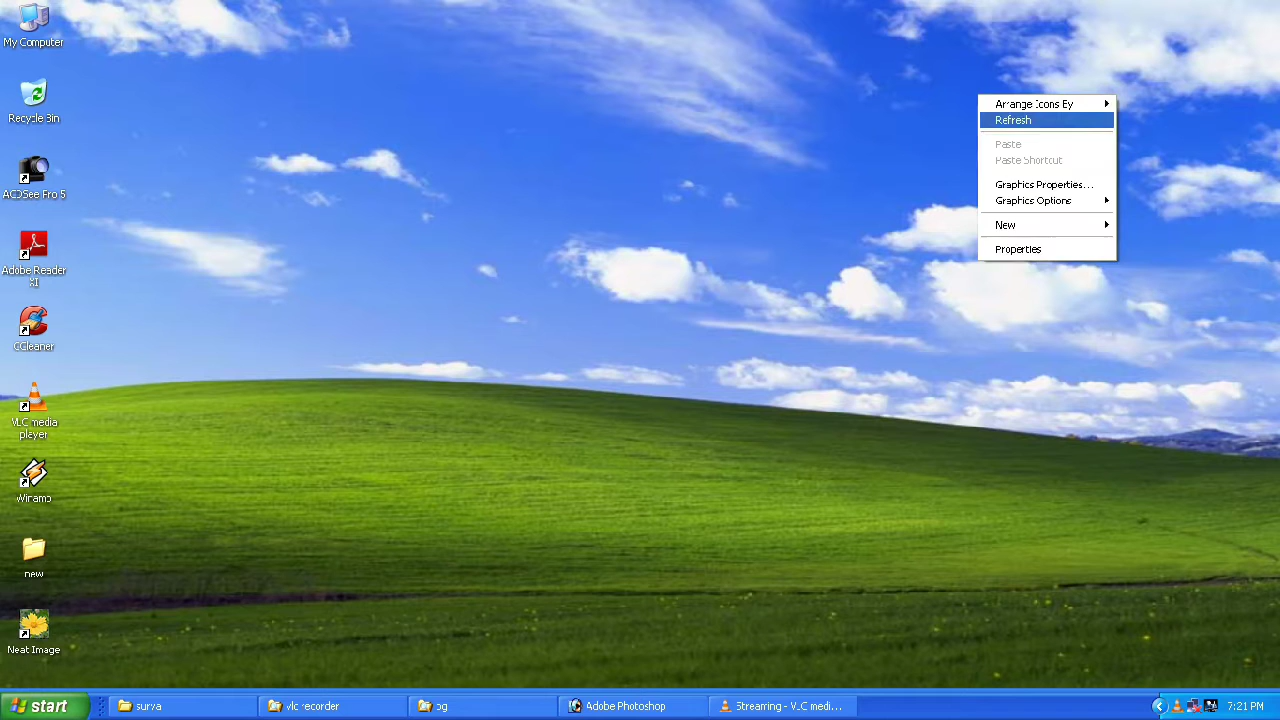 My Computer
Recycle Bin
ACDSee Pro 5
Adobe Reader
XI
CCleaner
VLC media
player
Winamp
new
Neat Image
Arrange Icons By
Refresh
Paste
Paste Shortcut
Graphics Properties...
Graphics Options
New
Properties
start
surya
vlc recorder
pg
Adobe Photoshop
Streaming - VLC medi...
7:21 PM